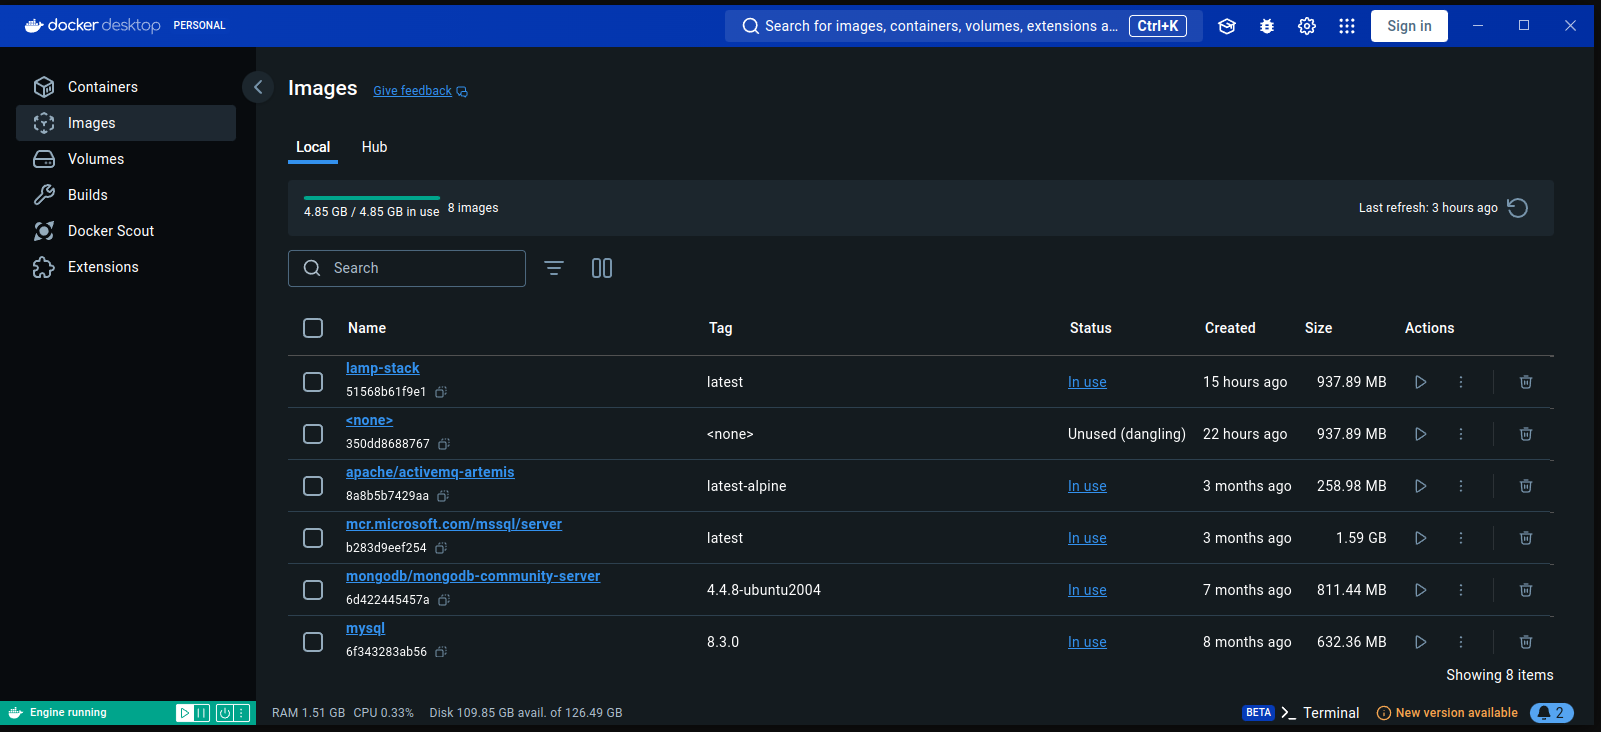 docker desktop PERSONAL
Search for images, containers, volumes, extensions a... Ctrl+K
Sign in
Containers
Images
Volumes
Builds
Docker Scout
Extensions
Images Give feedback
Local Hub
4.85 GB / 4.85 GB in use 8 images
Last refresh: 3 hours ago
Search
Name Tag Status Created Size Actions
lamp-stack
51568b61f9e1
latest In use 15 hours ago 937.89 MB
<none>
350dd8688767
<none> Unused (dangling) 22 hours ago 937.89 MB
apache/activemq-artemis
8a8b5b7429aa
latest-alpine In use 3 months ago 258.98 MB
mcr.microsoft.com/mssql/server
b283d9eef254
latest In use 3 months ago 1.59 GB
mongodb/mongodb-community-server
6d422445457a
4.4.8-ubuntu2004 In use 7 months ago 811.44 MB
mysql
6f343283ab56
8.3.0 In use 8 months ago 632.36 MB
Showing 8 items
Engine running
RAM 1.51 GB CPU 0.33% Disk 109.85 GB avail. of 126.49 GB
BETA Terminal New version available 2